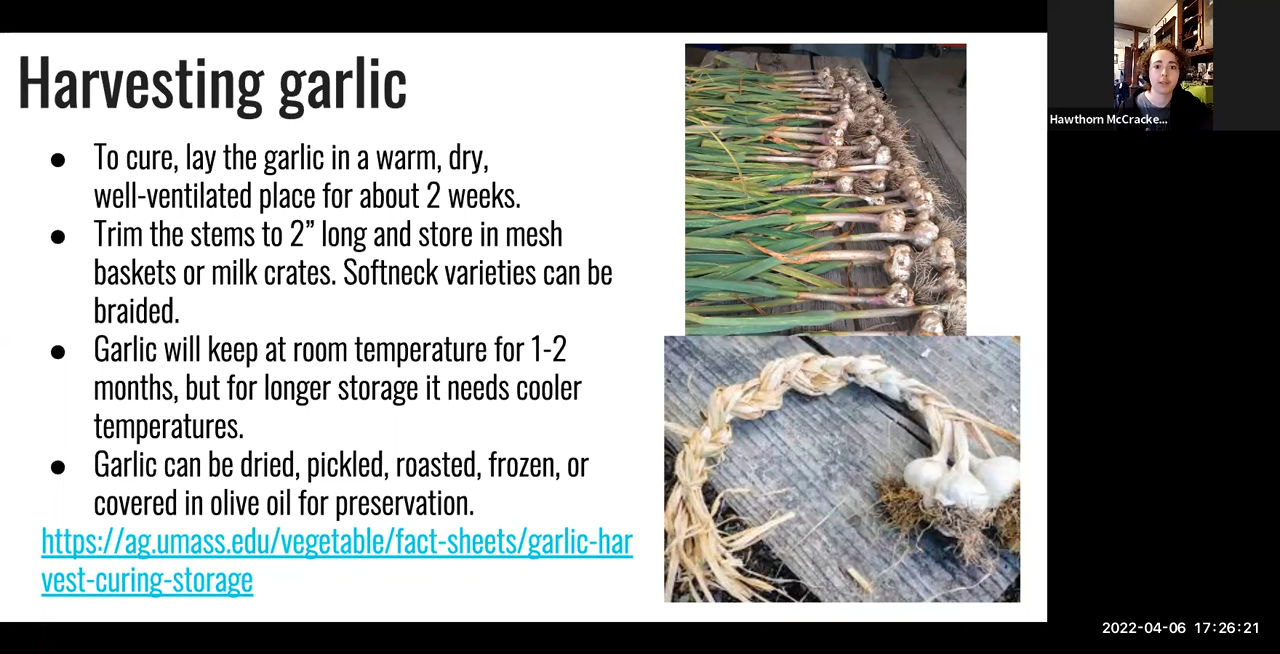 Harvesting garlic
● To cure, lay the garlic in a warm, dry,
well-ventilated place for about 2 weeks.
● Trim the stems to 2” long and store in mesh
baskets or milk crates. Softneck varieties can be
braided.
● Garlic will keep at room temperature for 1-2
months, but for longer storage it needs cooler
temperatures.
● Garlic can be dried, pickled, roasted, frozen, or
covered in olive oil for preservation.
https://ag.umass.edu/vegetable/fact-sheets/garlic-har
vest-curing-storage
Hawthorn McCracke...
2022-04-06 17:26:21